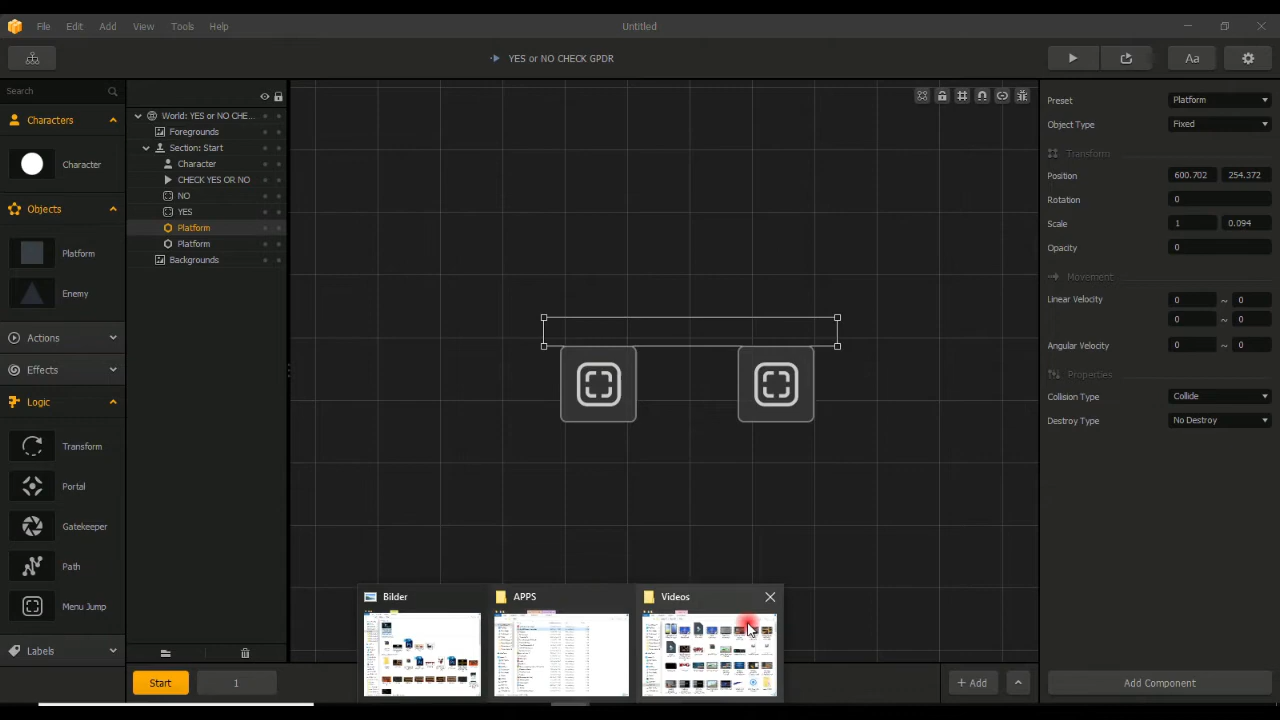 File Edit Add View Tools Help
Untitled
YES or NO CHECK GPDR
Aa
Search
Characters
Character
Objects
Platform
Enemy
Actions
Effects
Logic
Transform
Portal
Gatekeeper
Path
Menu Jump
Labels
World: YES or NO CHE...
Foregrounds
Section: Start
Character
CHECK YES OR NO
NO
YES
Platform
Platform
Backgrounds
Start
1
Bilder
APPS
Videos
Add
Preset Platform
Object Type Fixed
Transform
Position 600.702 254.372
Rotation 0
Scale 1 0.094
Opacity 0
Movement
Linear Velocity 0 ~ 0
0 ~ 0
Angular Velocity 0 ~ 0
Properties
Collision Type Collide
Destroy Type No Destroy
Add Component